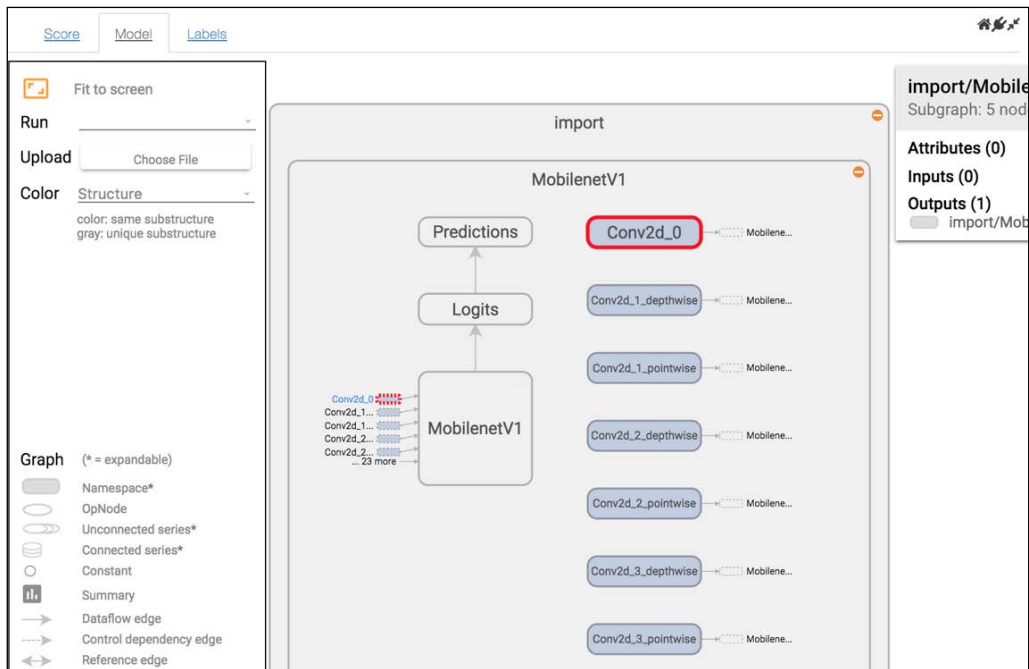 Score
Model
Labels
Fit to screen
Run
Upload
Choose File
Color
Structure
color: same substructure
gray: unique substructure
Graph
(* = expandable)
Namespace*
OpNode
Unconnected series*
Connected series*
Constant
Summary
Dataflow edge
Control dependency edge
Reference edge
import
MobilenetV1
Predictions
Logits
MobilenetV1
Conv2d_0
Conv2d_1...
Conv2d_1...
Conv2d_2...
Conv2d_2...
... 23 more
Conv2d_0
Mobilene...
Conv2d_1_depthwise
Mobilene...
Conv2d_1_pointwise
Mobilene...
Conv2d_2_depthwise
Mobilene...
Conv2d_2_pointwise
Mobilene...
Conv2d_3_depthwise
Mobilene...
Conv2d_3_pointwise
Mobilene...
import/Mobile
Subgraph: 5 nod
Attributes (0)
Inputs (0)
Outputs (1)
import/Mob